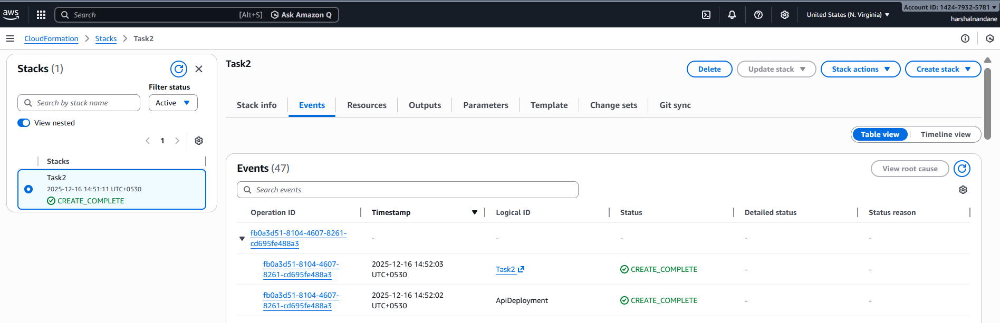 aws
Search [Alt+S] Ask Amazon Q
United States (N. Virginia)
Account ID: 1424-7932-5781
harshalnandane
CloudFormation Stacks Task2
Stacks (1)
Filter status
Search by stack name
Active
View nested
1
Stacks
Task2
2025-12-16 14:51:11 UTC+0530
CREATE_COMPLETE
Task2
Delete Update stack Stack actions Create stack
Stack info Events Resources Outputs Parameters Template Change sets Git sync
Table view Timeline view
Events (47)
View root cause
Search events
Operation ID Timestamp Logical ID Status Detailed status Status reason
fb0a3d51-8104-4607-8261-
cd695fe488a3
- - - - -
fb0a3d51-8104-4607-
8261-cd695fe488a3
2025-12-16 14:52:03
UTC+0530
Task2
CREATE_COMPLETE
- -
fb0a3d51-8104-4607-
8261-cd695fe488a3
2025-12-16 14:52:02
UTC+0530
ApiDeployment
CREATE_COMPLETE
- -